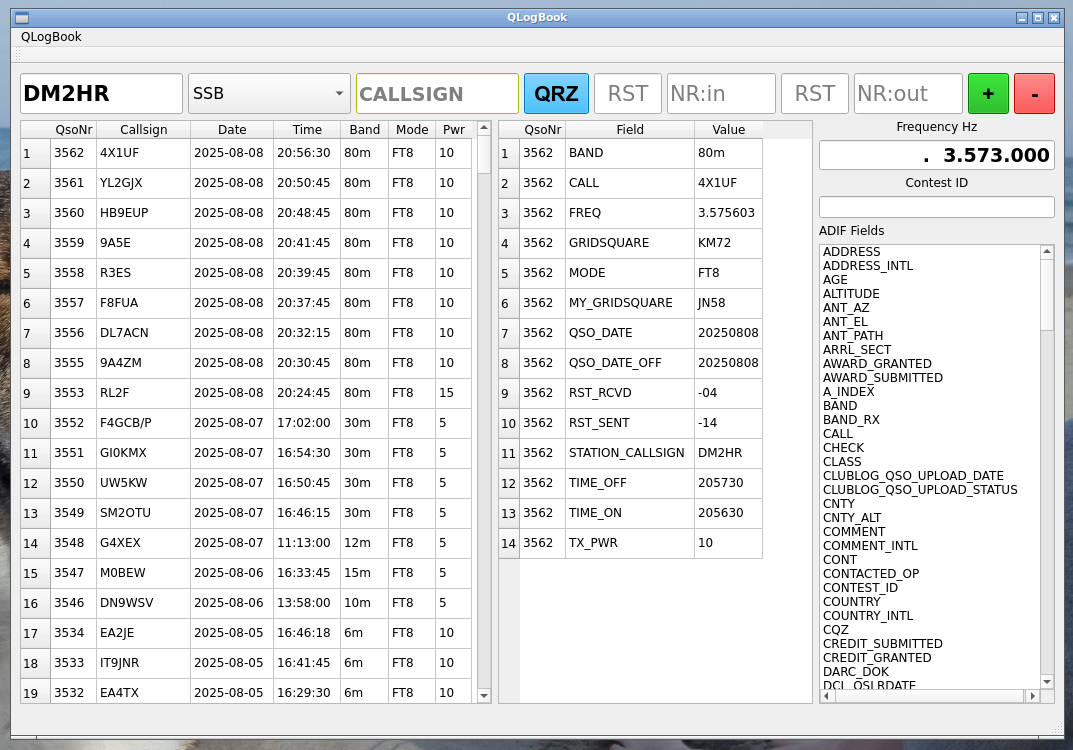 QLogBook
QLogBook
DM2HR SSB CALLSIGN QRZ RST NR:in RST NR:out + -
QsoNr Callsign Date Time Band Mode Pwr
1 3562 4X1UF 2025-08-08 20:56:30 80m FT8 10
2 3561 YL2GJX 2025-08-08 20:50:45 80m FT8 10
3 3560 HB9EUP 2025-08-08 20:48:45 80m FT8 10
4 3559 9A5E 2025-08-08 20:41:45 80m FT8 10
5 3558 R3ES 2025-08-08 20:39:45 80m FT8 10
6 3557 F8FUA 2025-08-08 20:37:45 80m FT8 10
7 3556 DL7ACN 2025-08-08 20:32:15 80m FT8 10
8 3555 9A4ZM 2025-08-08 20:30:45 80m FT8 10
9 3553 RL2F 2025-08-08 20:24:45 80m FT8 15
10 3552 F4GCB/P 2025-08-07 17:02:00 30m FT8 5
11 3551 GI0KMX 2025-08-07 16:54:30 30m FT8 5
12 3550 UW5KW 2025-08-07 16:50:45 30m FT8 5
13 3549 SM2OTU 2025-08-07 16:46:15 30m FT8 5
14 3548 G4XEX 2025-08-07 11:13:00 12m FT8 5
15 3547 M0BEW 2025-08-06 16:33:45 15m FT8 5
16 3546 DN9WSV 2025-08-06 13:58:00 10m FT8 5
17 3534 EA2JE 2025-08-05 16:46:18 6m FT8 10
18 3533 IT9JNR 2025-08-05 16:41:45 6m FT8 10
19 3532 EA4TX 2025-08-05 16:29:30 6m FT8 10
QsoNr Field Value
1 3562 BAND 80m
2 3562 CALL 4X1UF
3 3562 FREQ 3.575603
4 3562 GRIDSQUARE KM72
5 3562 MODE FT8
6 3562 MY_GRIDSQUARE JN58
7 3562 QSO_DATE 20250808
8 3562 QSO_DATE_OFF 20250808
9 3562 RST_RCVD -04
10 3562 RST_SENT -14
11 3562 STATION_CALLSIGN DM2HR
12 3562 TIME_OFF 205730
13 3562 TIME_ON 205630
14 3562 TX_PWR 10
Frequency Hz
. 3.573.000
Contest ID
ADIF Fields
ADDRESS
ADDRESS_INTL
AGE
ALTITUDE
ANT_AZ
ANT_EL
ANT_PATH
ARRL_SECT
AWARD_GRANTED
AWARD_SUBMITTED
A_INDEX
BAND
BAND_RX
CALL
CHECK
CLASS
CLUBLOG_QSO_UPLOAD_DATE
CLUBLOG_QSO_UPLOAD_STATUS
CNTY
CNTY_ALT
COMMENT
COMMENT_INTL
CONT
CONTACTED_OP
CONTEST_ID
COUNTRY
COUNTRY_INTL
CQZ
CREDIT_SUBMITTED
CREDIT_GRANTED
DARC_DOK
DCL_QSLRDATE